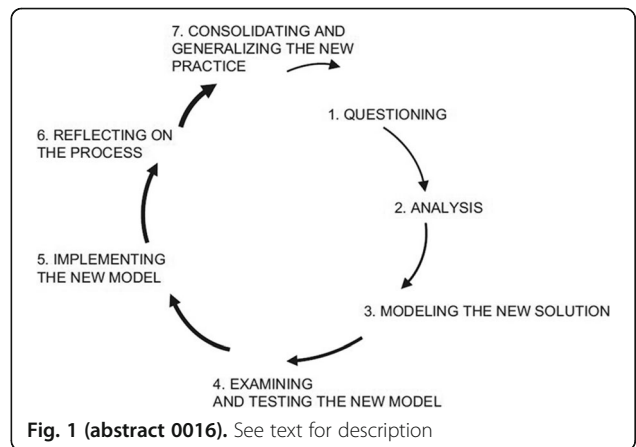 7. CONSOLIDATING AND
GENERALIZING THE NEW
PRACTICE
1. QUESTIONING
2. ANALYSIS
3. MODELING THE NEW SOLUTION
4. EXAMINING
AND TESTING THE NEW MODEL
5. IMPLEMENTING
THE NEW MODEL
6. REFLECTING ON
THE PROCESS
Fig. 1 (abstract 0016). See text for description